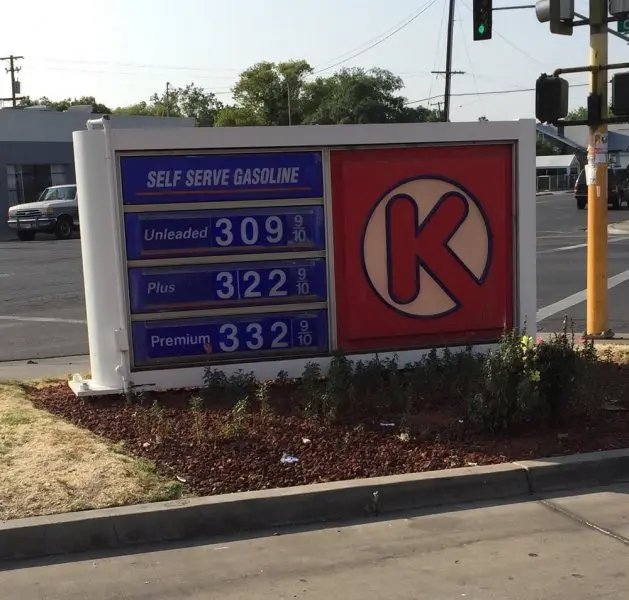 SELF SERVE GASOLINE
Unleaded 309 9/10
Plus 322 9/10
Premium 332 9/10
K